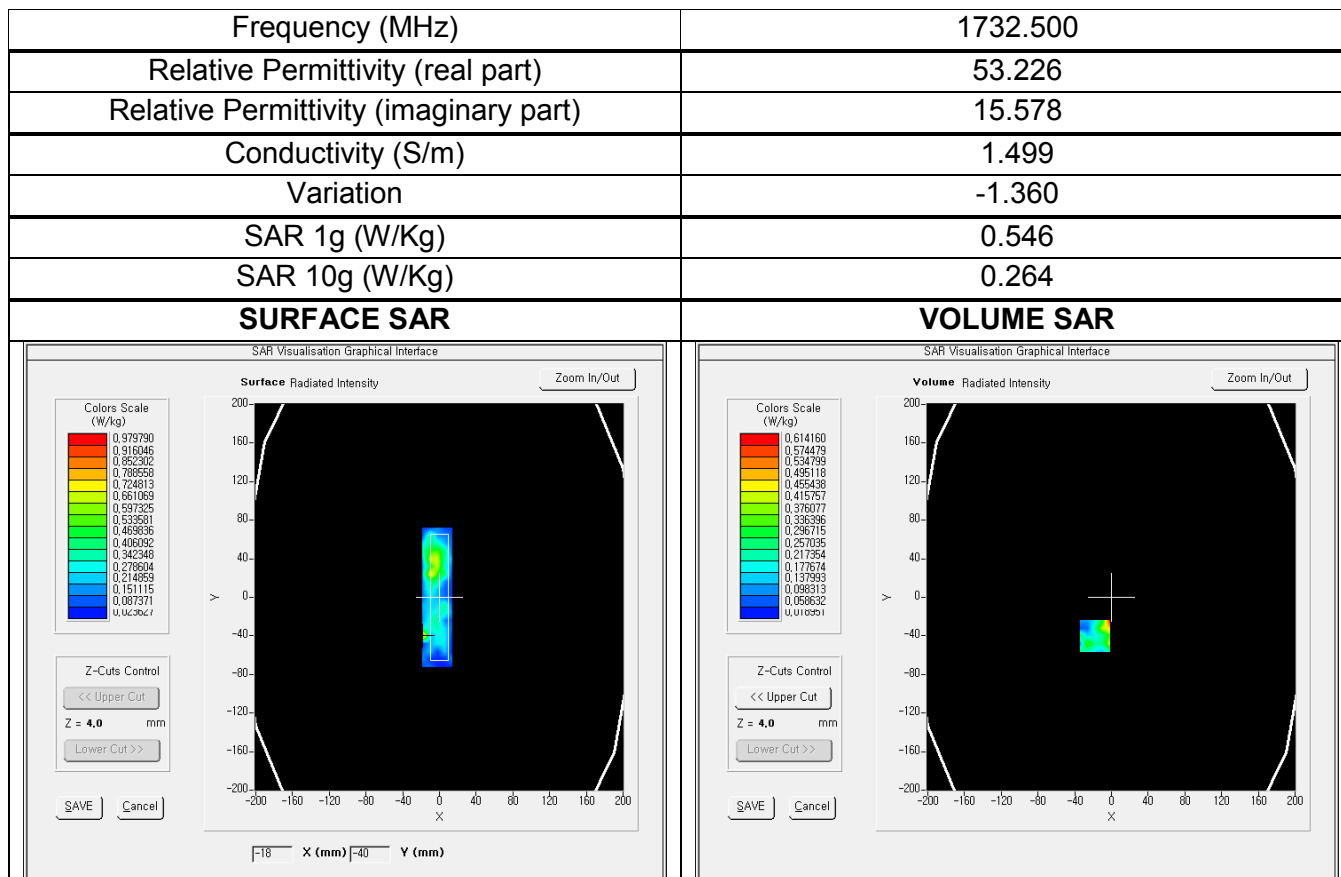 Frequency (MHz) 1732.500
Relative Permittivity (real part) 53.226
Relative Permittivity (imaginary part) 15.578
Conductivity (S/m) 1.499
Variation -1.360
SAR 1g (W/Kg) 0.546
SAR 10g (W/Kg) 0.264
SURFACE SAR VOLUME SAR
SAR Visualisation Graphical Interface
Surface Radiated Intensity
Zoom In/Out
Colors Scale
(W/kg)
0.979790
0.916046
0.852302
0.788558
0.724813
0.661069
0.597325
0.533581
0.469836
0.406092
0.342348
0.278604
0.214859
0.151115
0.087371
0.023627
Z-Cuts Control
<< Upper Cut
Z = 4.0 mm
Lower Cut >>
SAVE Cancel
200
160
120
80
40
0
-40
-80
-120
-160
-200
Y
-200 -160 -120 -80 -40 0 40 80 120 160 200
X
-18 X (mm) -40 Y (mm)
SAR Visualisation Graphical Interface
Volume Radiated Intensity
Zoom In/Out
Colors Scale
(W/kg)
0.614160
0.574479
0.534799
0.495118
0.455438
0.415757
0.376077
0.336396
0.296715
0.257035
0.217354
0.177674
0.137993
0.098313
0.058632
0.018951
Z-Cuts Control
<< Upper Cut
Z = 4.0 mm
Lower Cut >>
SAVE Cancel
200
160
120
80
40
0
-40
-80
-120
-160
-200
Y
-200 -160 -120 -80 -40 0 40 80 120 160 200
X